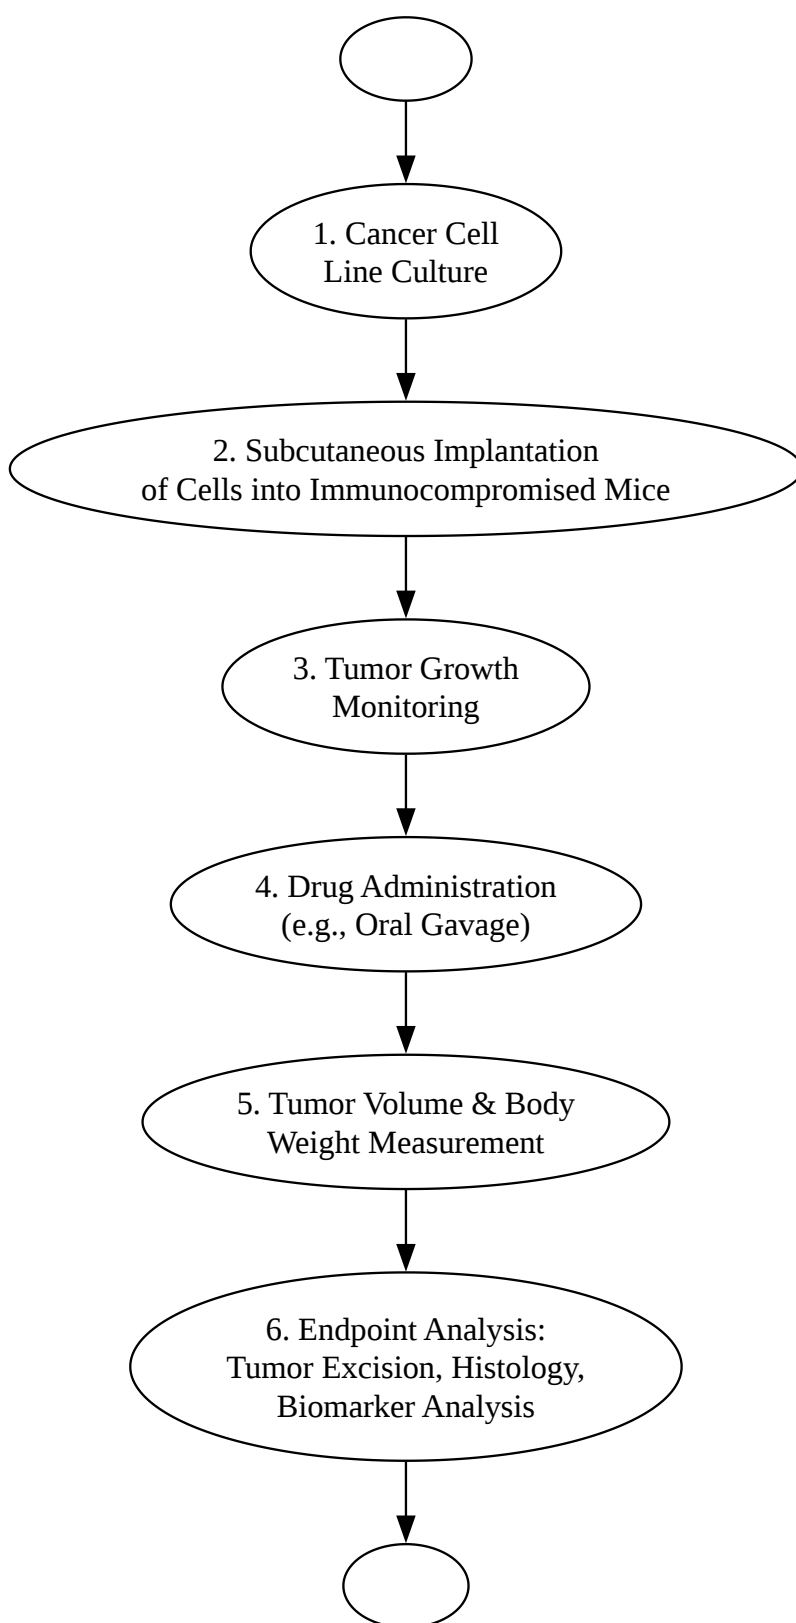 1. Cancer Cell
Line Culture
2. Subcutaneous Implantation
of Cells into Immunocompromised Mice
3. Tumor Growth
Monitoring
4. Drug Administration
(e.g., Oral Gavage)
5. Tumor Volume & Body
Weight Measurement
6. Endpoint Analysis:
Tumor Excision, Histology,
Biomarker Analysis